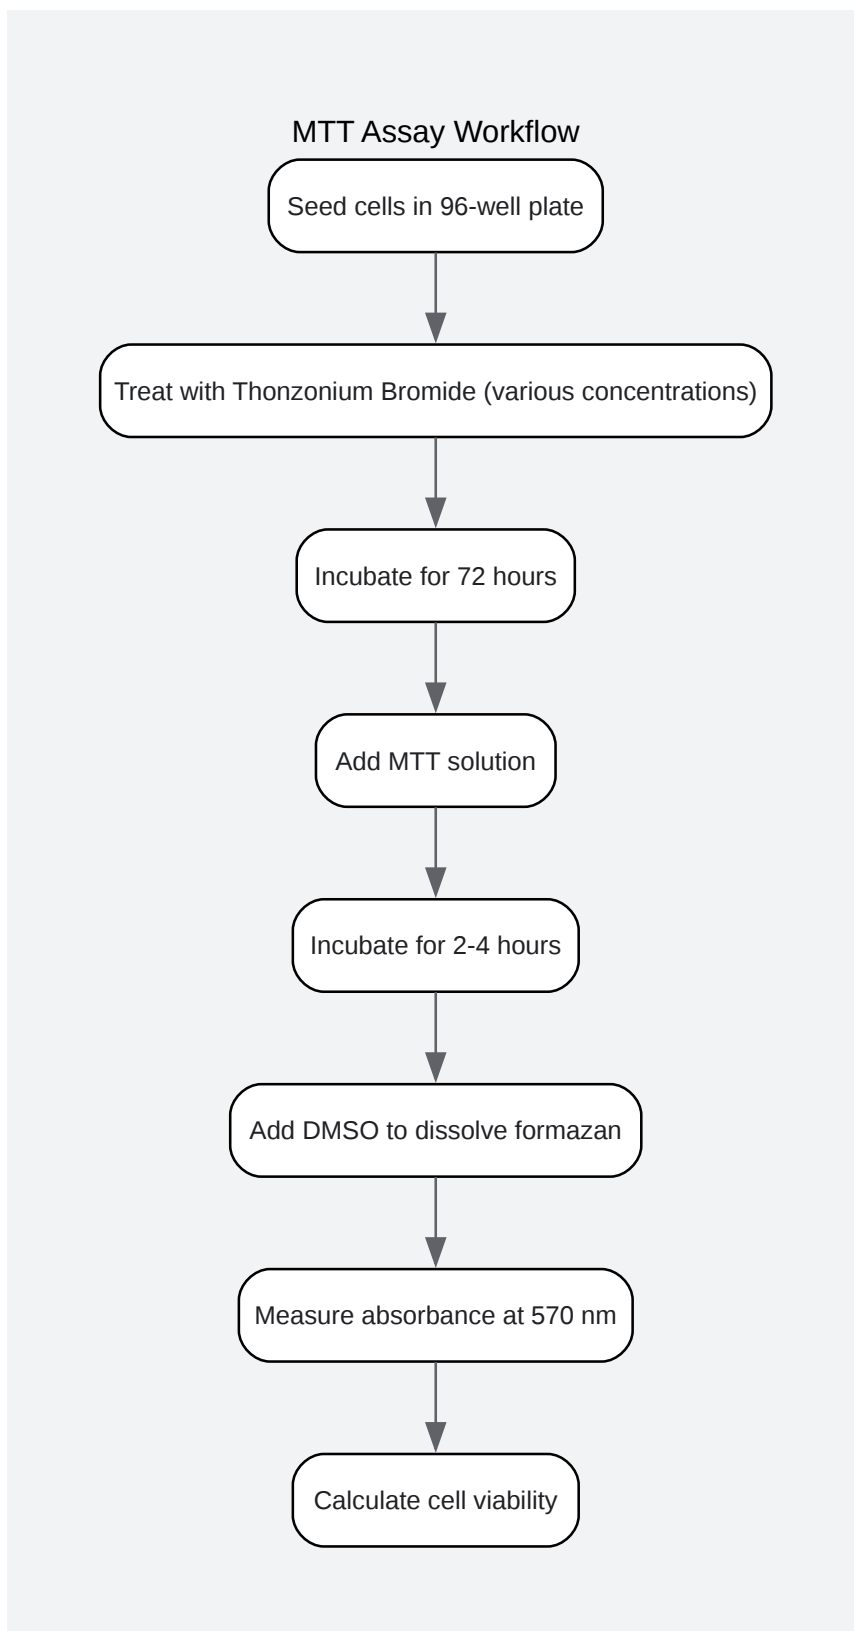 MTT Assay Workflow
Seed cells in 96-well plate
Treat with Thonzonium Bromide (various concentrations)
Incubate for 72 hours
Add MTT solution
Incubate for 2-4 hours
Add DMSO to dissolve formazan
Measure absorbance at 570 nm
Calculate cell viability